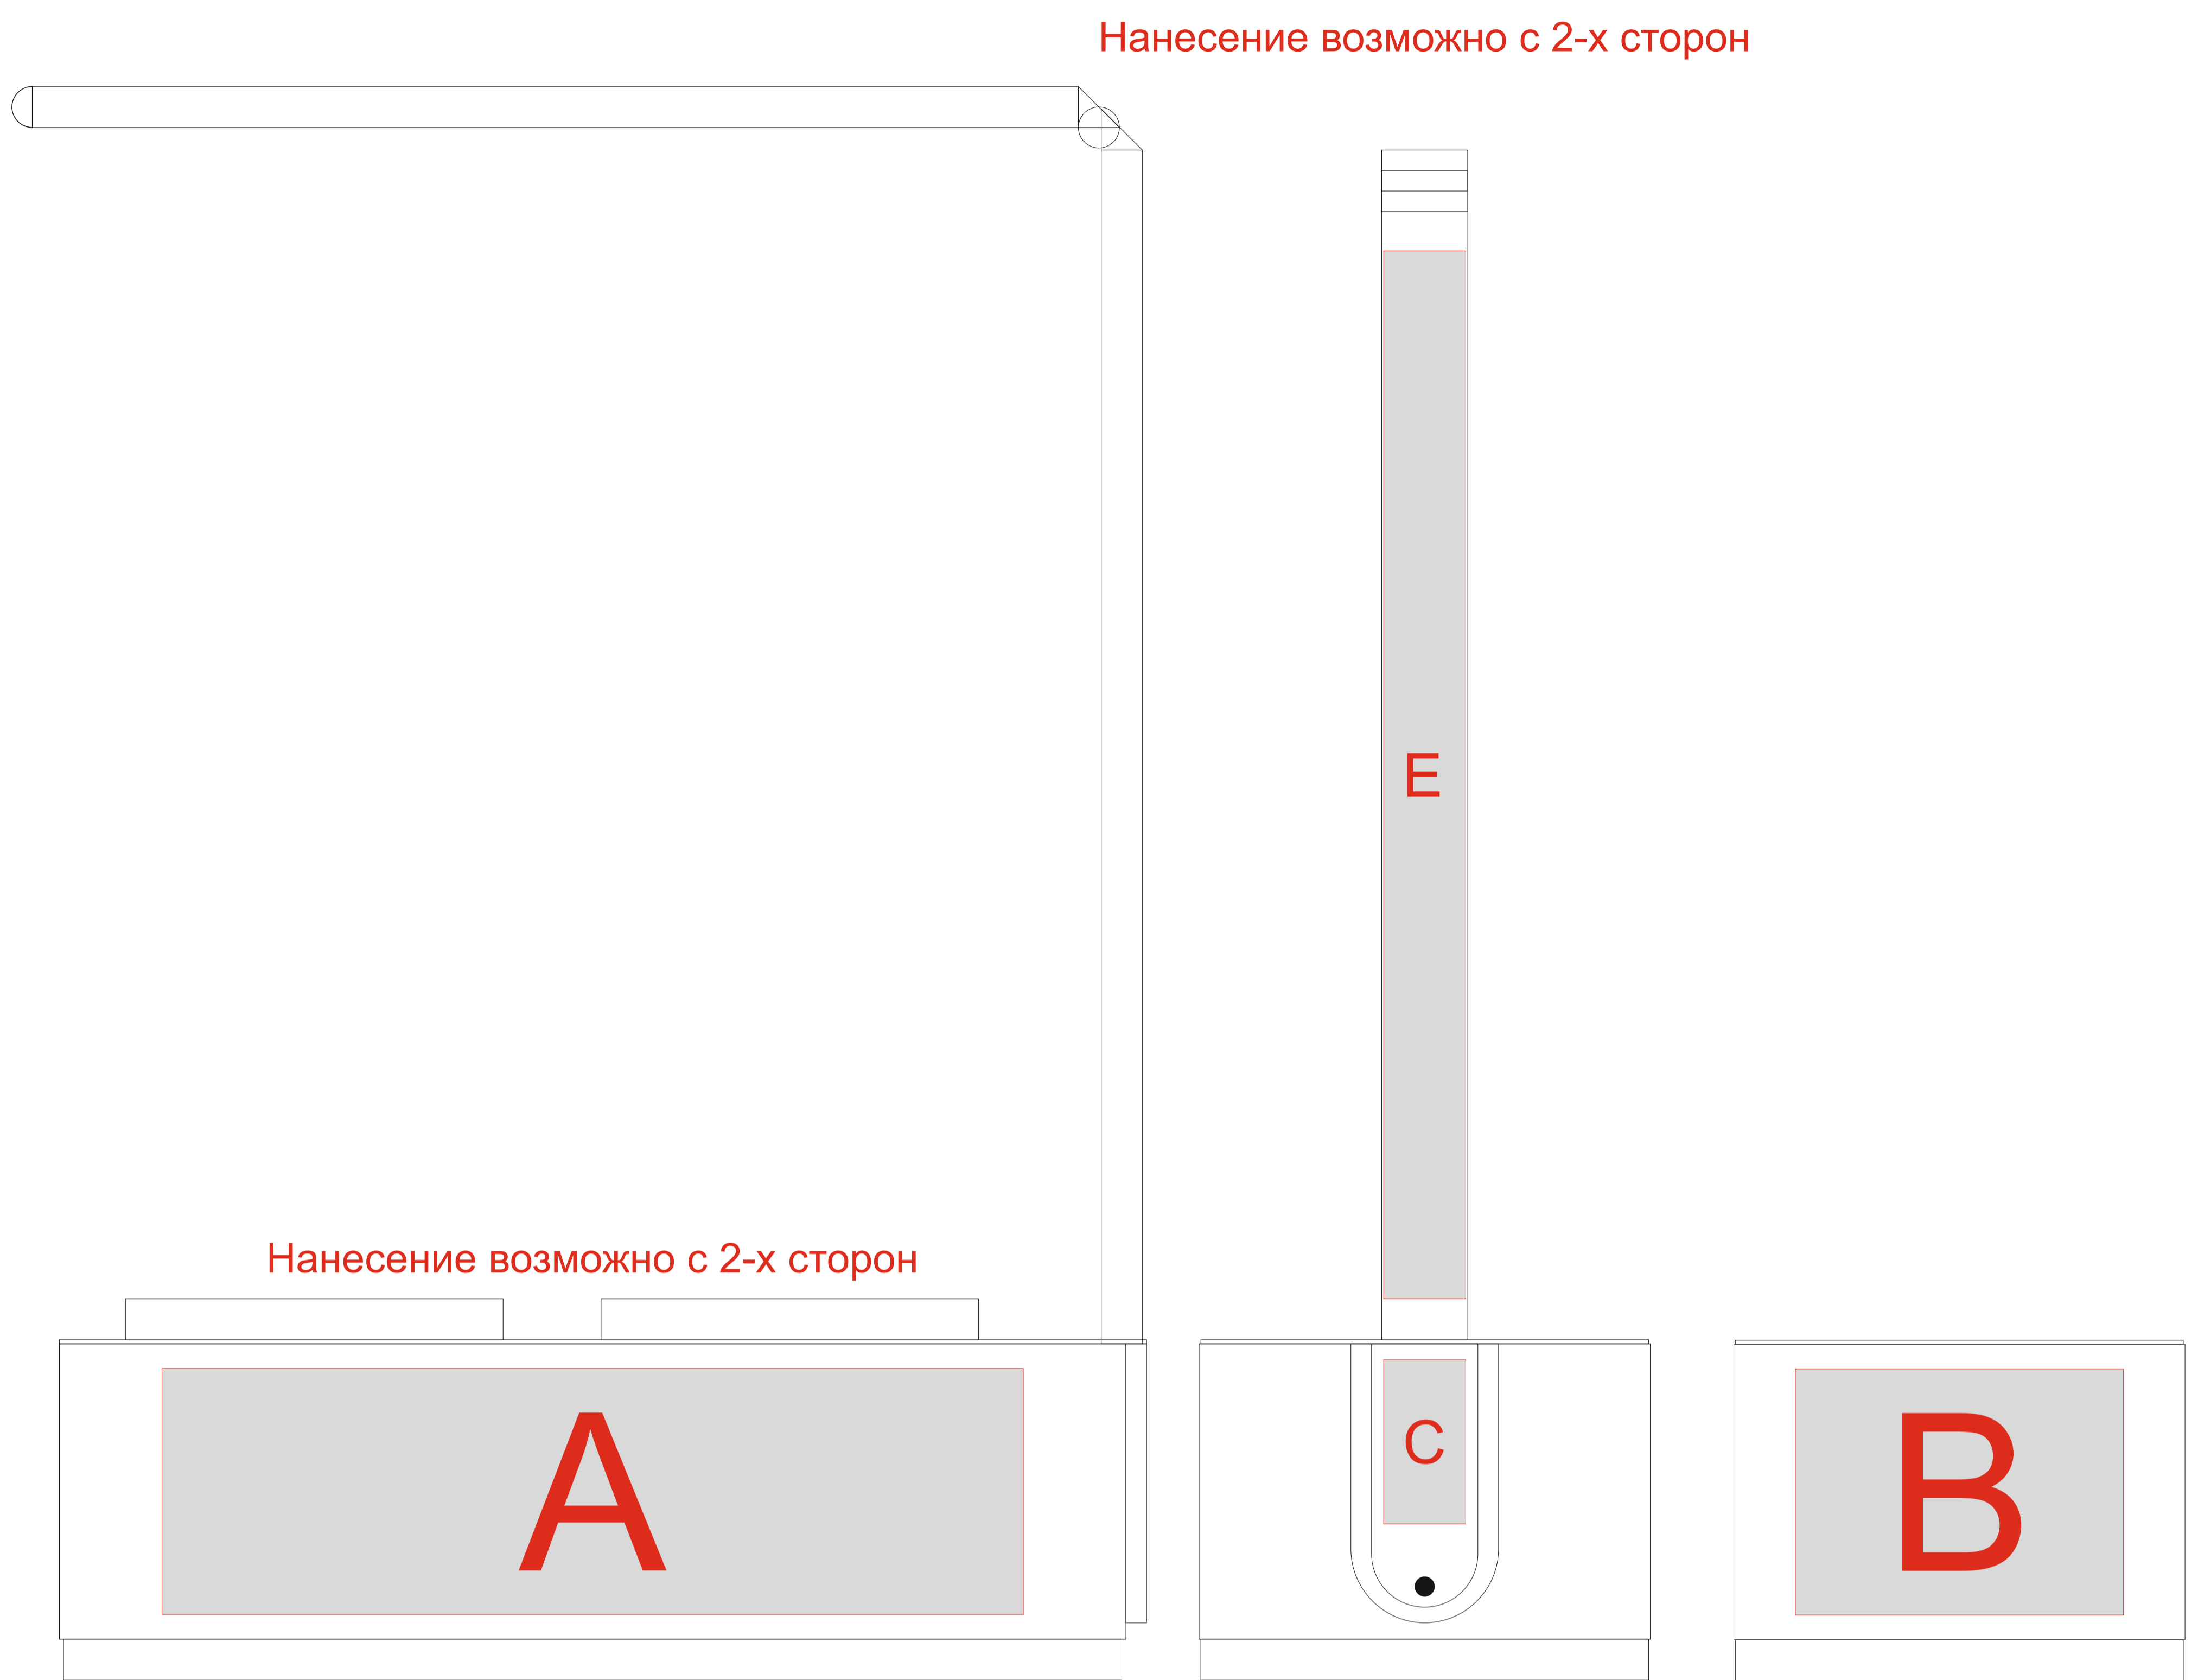 Нанесение возможно с 2-х сторон
E
Нанесение возможно с 2-х сторон
A
C
B